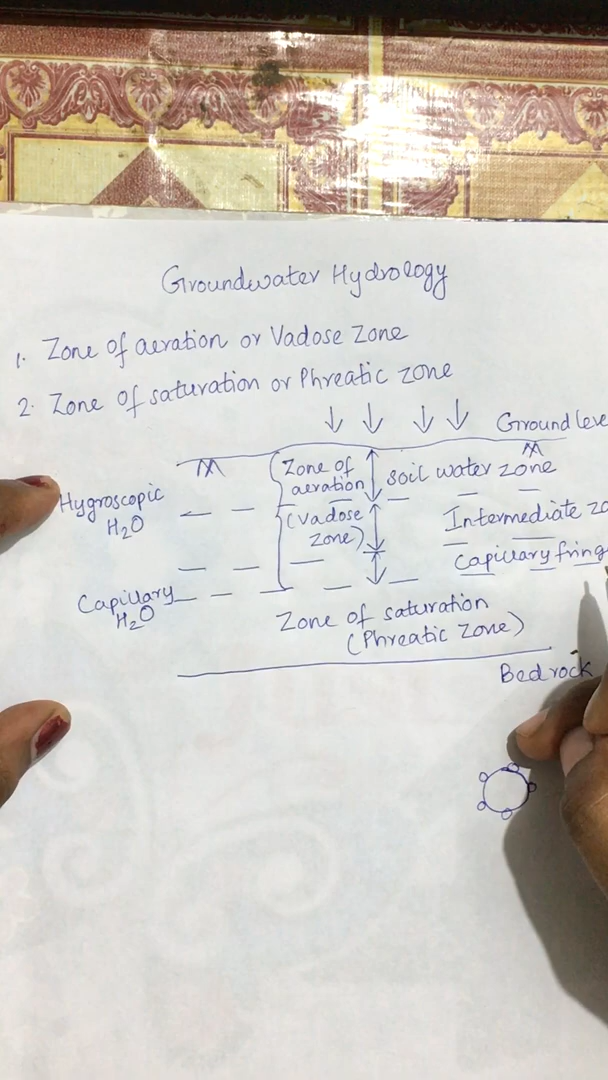 Groundwater Hydrology
1. Zone of aeration or Vadose Zone
2. Zone of saturation or Phreatic zone
Ground leve
Zone of
aeration
(Vadose
zone)
soil water zone
Hygroscopic
H2O
Intermediate zo
Capillary fring
Capillary
H2O
Zone of saturation
(Phreatic Zone)
Bedrock